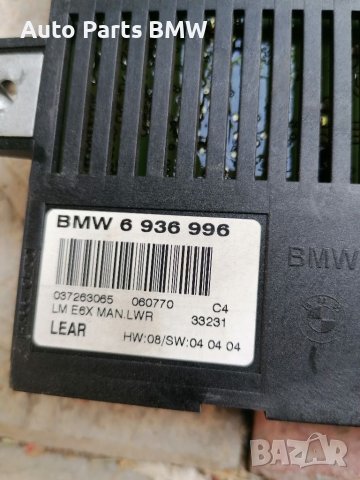 Auto Parts BMW
BMW 6 936 996
037263065 060770 C4
LM E6X MAN.LWR 33231
LEAR HW:08/SW:04 04 04
BMW
BAZAR